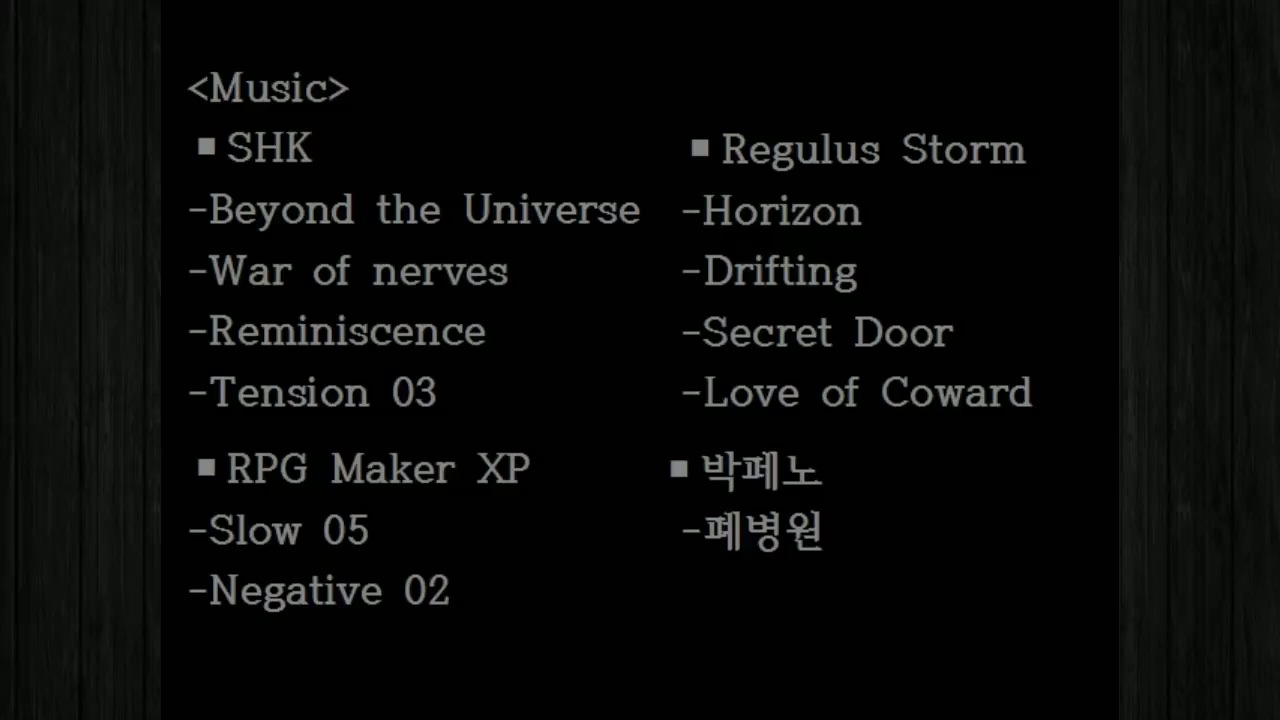 <Music>
■SHK
-Beyond the Universe
-War of nerves
-Reminiscence
-Tension 03
■Regulus Storm
-Horizon
-Drifting
-Secret Door
-Love of Coward
■RPG Maker XP
-Slow 05
-Negative 02
■박페노
-폐병원